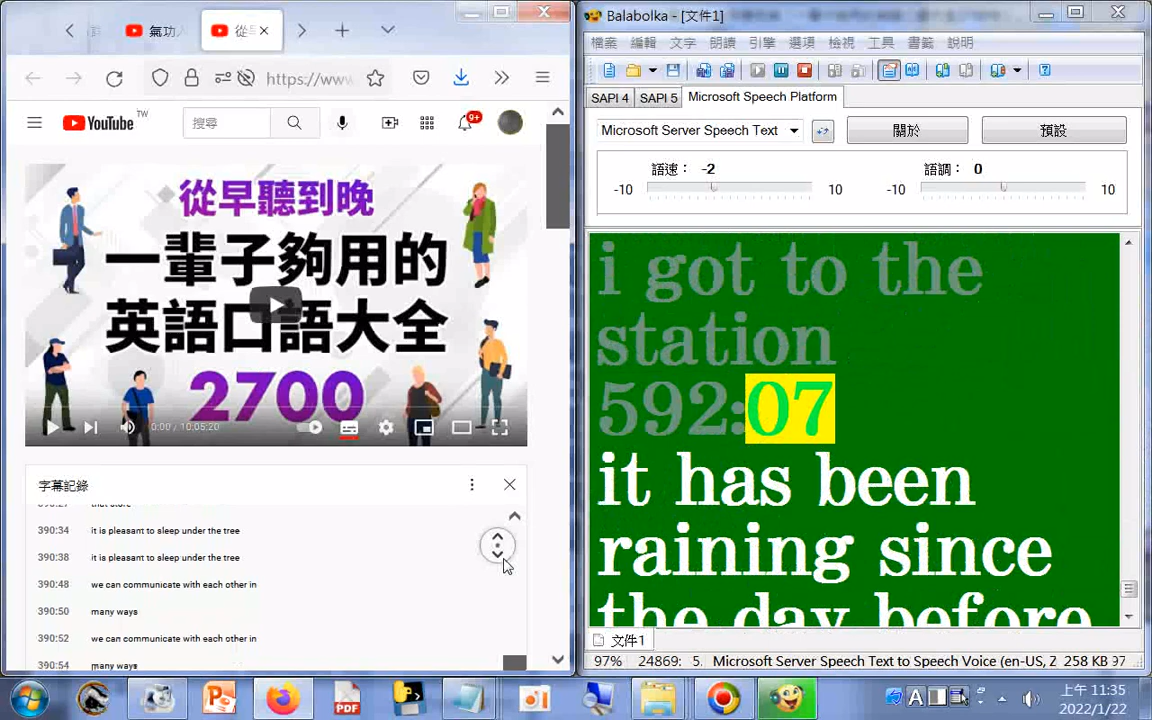 氣功
從
https://www
YouTube TW
搜尋
9+
從早聽到晚
一輩子夠用的
英語口語大全
2700
0:00 / 10:05:20
字幕記錄
that store
390:34 it is pleasant to sleep under the tree
390:38 it is pleasant to sleep under the tree
390:48 we can communicate with each other in
390:50 many ways
390:52 we can communicate with each other in
390:54 many ways
Balabolka - [文件1]
檔案 編輯 文字 朗讀 引擎 選項 檢視 工具 書籤 說明
SAPI 4 SAPI 5 Microsoft Speech Platform
Microsoft Server Speech Text 關於 預設
語速： -2 語調： 0
-10 10 -10 10
i got to the
station
592:07
it has been
raining since
the day before
文件1
97% 24869: 5. Microsoft Server Speech Text to Speech Voice (en-US, Z 258 KB 97
PDF
A
上午 11:35
2022/1/22